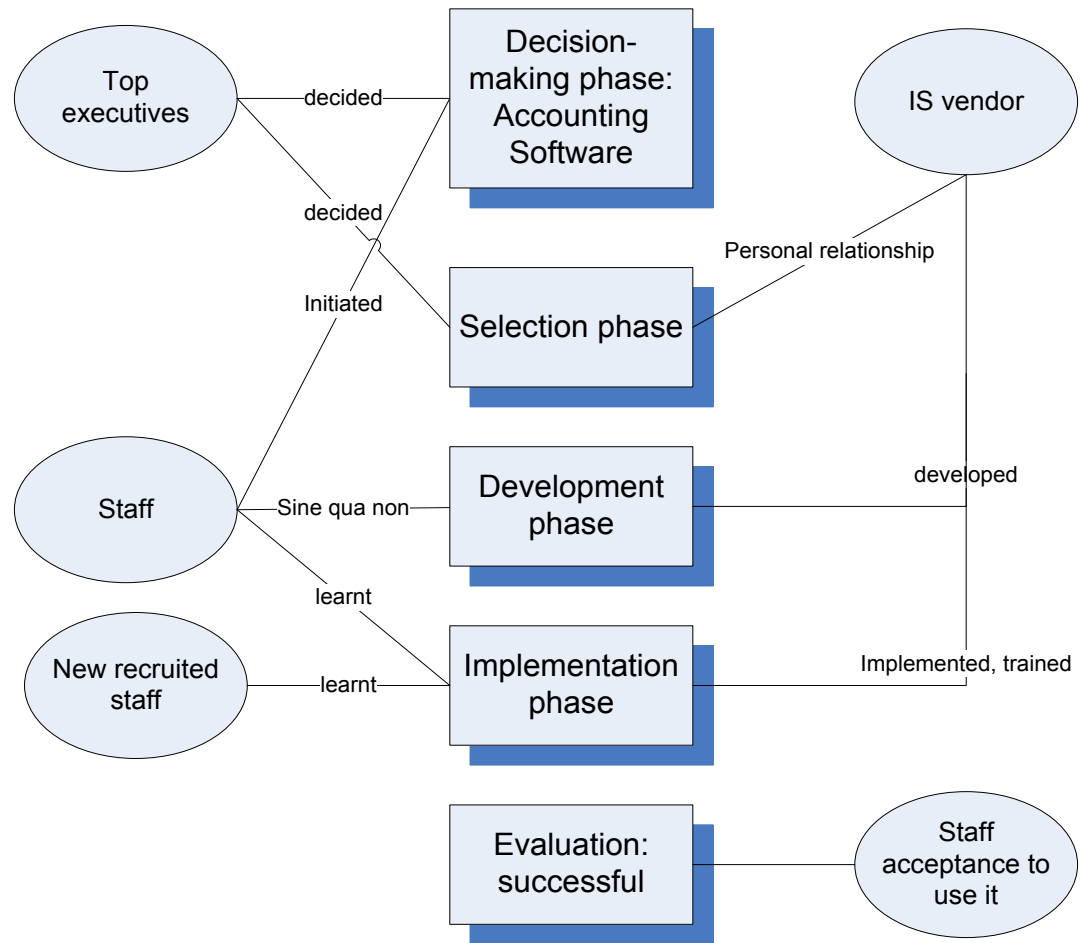 Top
executives
decided
Decision-
making phase:
Accounting
Software
IS vendor
decided
Personal relationship
Initiated
Selection phase
Staff
Sine qua non
Development
phase
developed
learnt
New recruited
staff
learnt
Implementation
phase
Implemented, trained
Evaluation:
successful
Staff
acceptance to
use it